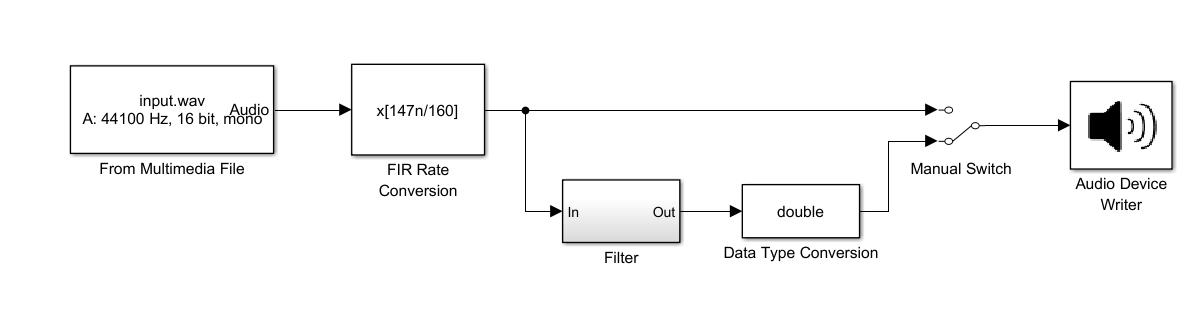 input.wav
Audio
A: 44100 Hz, 16 bit, mono
From Multimedia File
x[147n/160]
FIR Rate
Conversion
In
Out
Filter
double
Data Type Conversion
Manual Switch
Audio Device
Writer